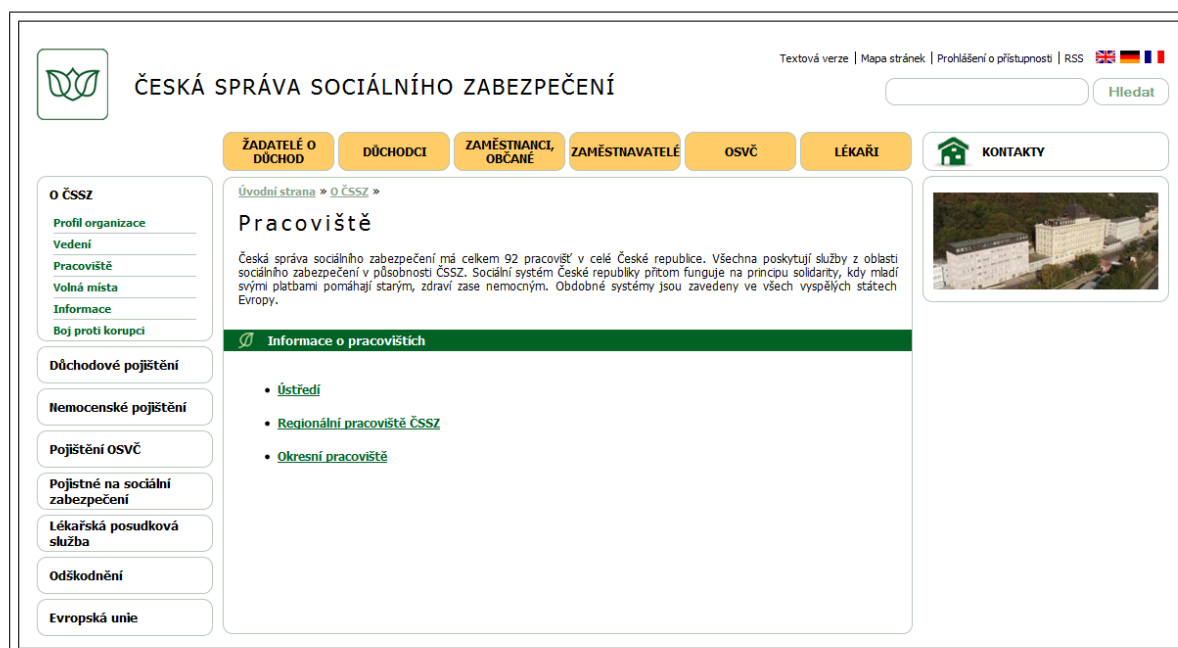 Textová verze | Mapa stránek | Prohlášení o přístupnosti | RSS
ČESKÁ SPRÁVA SOCIÁLNÍHO ZABEZPEČENÍ
Hledat
ŽADATELÉ O DŮCHOD
DŮCHODCI
ZAMĚSTNANCI, OBČANÉ
ZAMĚSTNAVATELÉ
OSVČ
LÉKAŘI
KONTAKTY
O ČSSZ
Profil organizace
Vedení
Pracoviště
Volná místa
Informace
Boj proti korupci
Důchodové pojištění
Nemocenské pojištění
Pojištění OSVČ
Pojistné na sociální
zabezpečení
Lékařská posudková
služba
Odškodnění
Evropská unie
Úvodní strana » O ČSSZ »
Pracoviště
Česká správa sociálního zabezpečení má celkem 92 pracovišť v celé České republice. Všechna poskytují služby z oblasti
sociálního zabezpečení v působnosti ČSSZ. Sociální systém České republiky přitom funguje na principu solidarity, kdy mladí
svými platbami pomáhají starým, zdraví zase nemocným. Obdobné systémy jsou zavedeny ve všech vyspělých státech
Evropy.
Informace o pracovištích
• Ústředí
• Regionální pracoviště ČSSZ
• Okresní pracoviště